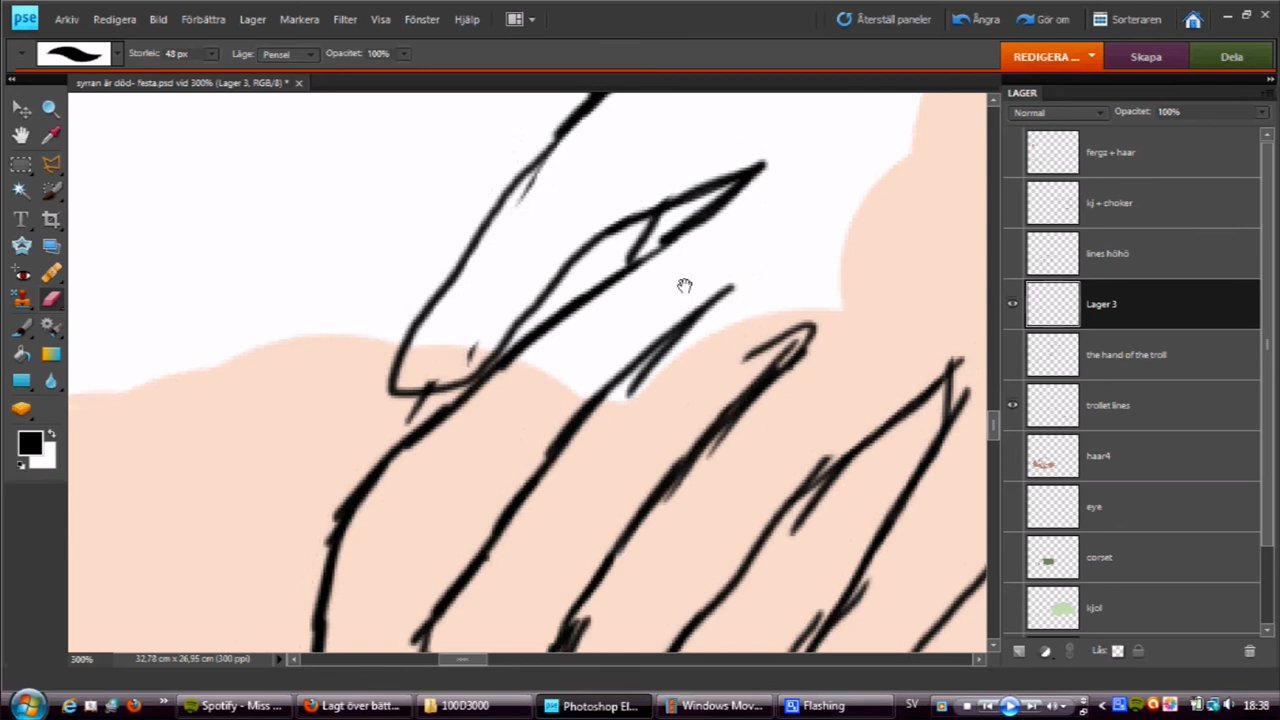 pse Arkiv Redigera Bild Förbättra Lager Markera Filter Visa Fönster Hjälp Återställ paneler Ångra Gör om Sorteraren
Storlek: 48 px Läge: Pensel Opacitet: 100% REDIGERA ... Skapa Dela
syrran är död- festa.psd vid 300% (Lager 3, RGB/8) *
LAGER
Normal Opacitet: 100%
fergz + haar
kj + choker
lines höhö
Lager 3
the hand of the troll
trollet lines
haar4
eye
corset
kjol
300% 32,78 cm x 26,95 cm (300 ppi) Lås:
Spotify - Miss ... Lagt över bätt... 100D3000 Photoshop El... Windows Mov... Flashing SV 18:38